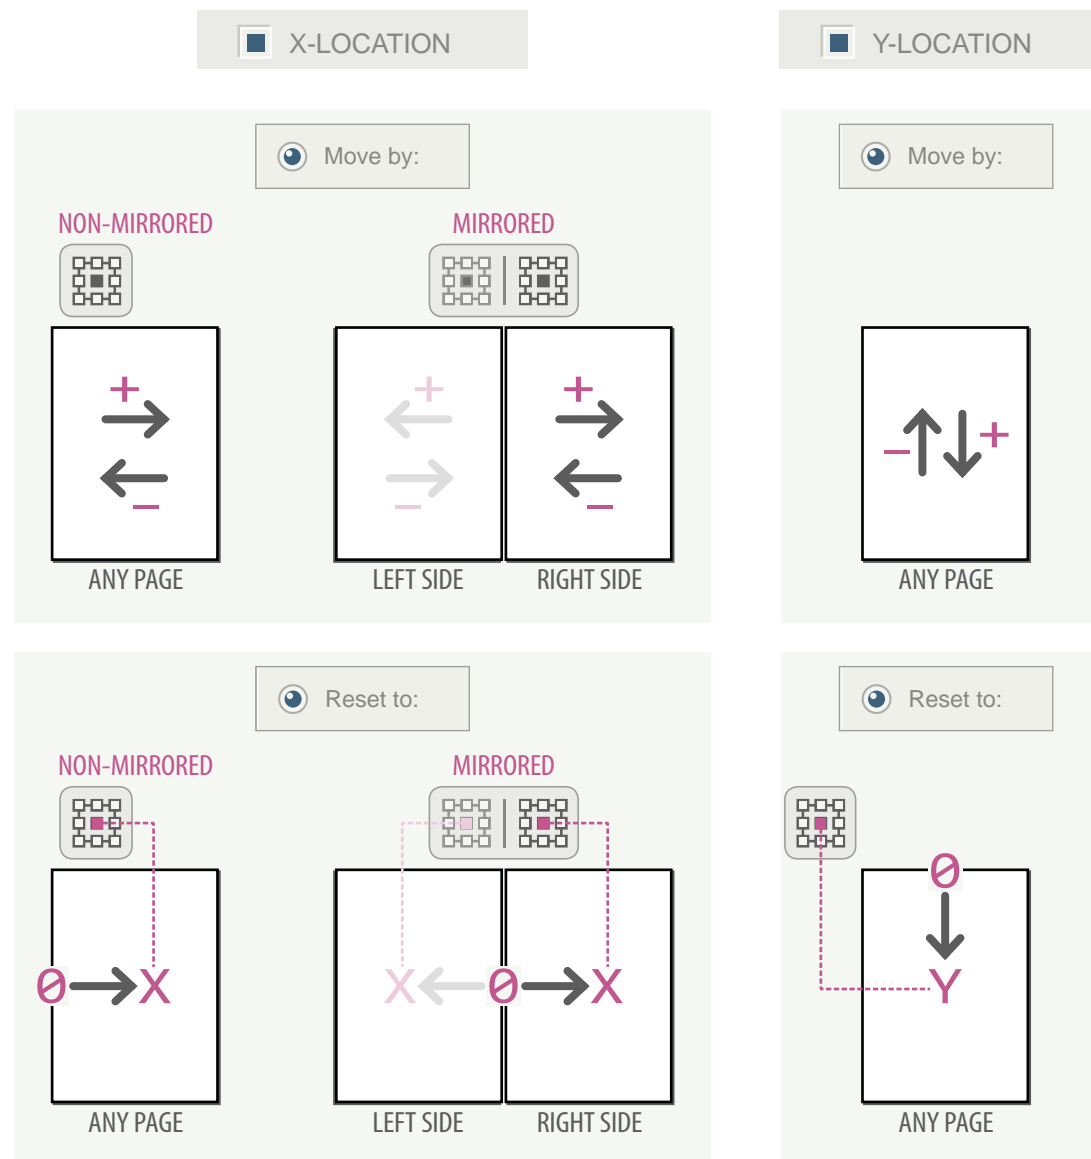 X-LOCATION
Y-LOCATION
Move by:
Move by:
NON-MIRRORED
MIRRORED
+
+
+
− +
−
−
−
ANY PAGE
LEFT SIDE
RIGHT SIDE
ANY PAGE
Reset to:
Reset to:
NON-MIRRORED
MIRRORED
0
0 X
X 0 X
Y
ANY PAGE
LEFT SIDE
RIGHT SIDE
ANY PAGE